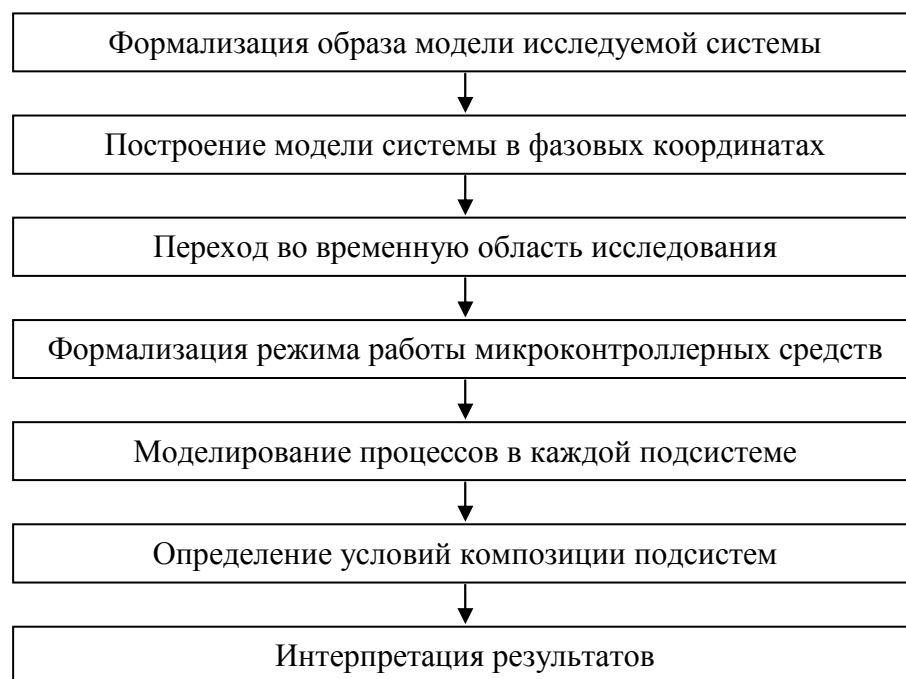 Формализация образа модели исследуемой системы
Построение модели системы в фазовых координатах
Переход во временную область исследования
Формализация режима работы микроконтроллерных средств
Моделирование процессов в каждой подсистеме
Определение условий композиции подсистем
Интерпретация результатов